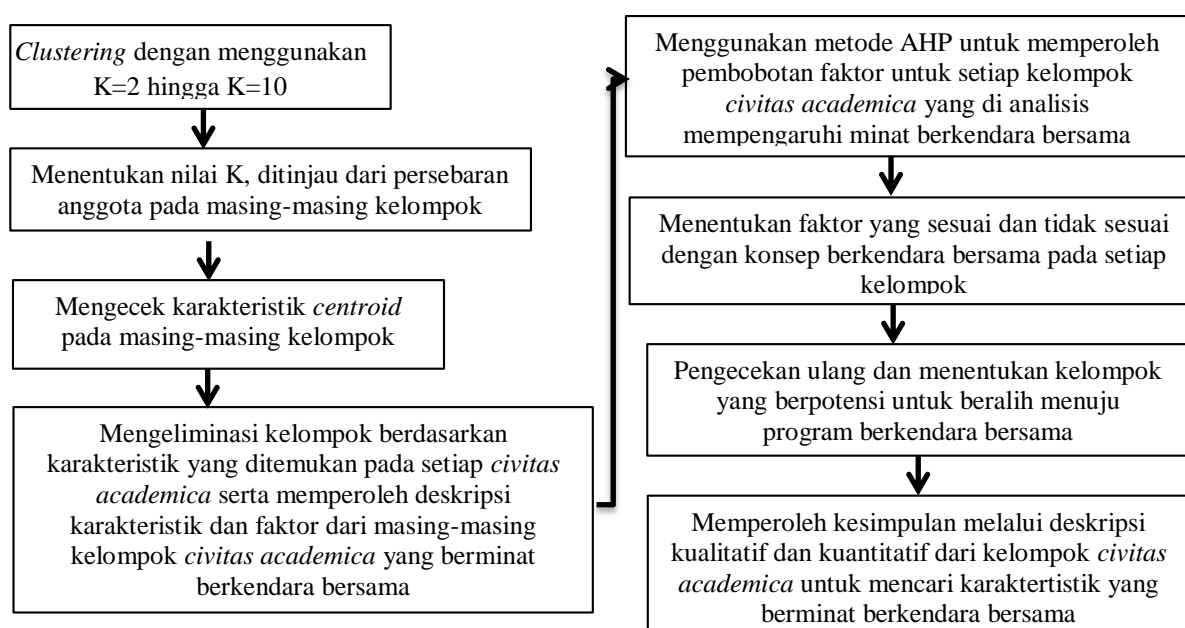 Clustering dengan menggunakan
K=2 hingga K=10
Menentukan nilai K, ditinjau dari persebaran
anggota pada masing-masing kelompok
Mengecek karakteristik centroid
pada masing-masing kelompok
Mengeliminasi kelompok berdasarkan
karakteristik yang ditemukan pada setiap civitas
academica serta memperoleh deskripsi
karakteristik dan faktor dari masing-masing
kelompok civitas academica yang berminat
berkendara bersama
Menggunakan metode AHP untuk memperoleh
pembobotan faktor untuk setiap kelompok
civitas academica yang di analisis
mempengaruhi minat berkendara bersama
Menentukan faktor yang sesuai dan tidak sesuai
dengan konsep berkendara bersama pada setiap
kelompok
Pengecekan ulang dan menentukan kelompok
yang berpotensi untuk beralih menuju
program berkendara bersama
Memperoleh kesimpulan melalui deskripsi
kualitatif dan kuantitatif dari kelompok civitas
academica untuk mencari karaktertistik yang
berminat berkendara bersama